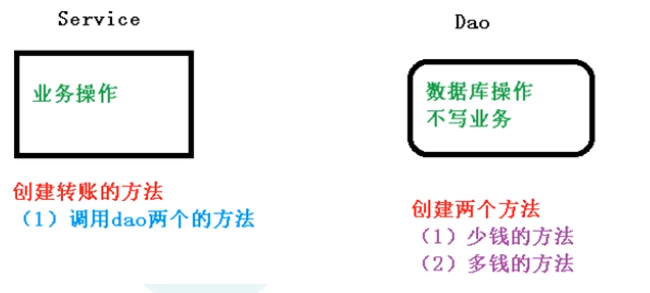 Service
业务操作
创建转账的方法
（1）调用dao两个的方法
Dao
数据库操作
不写业务
创建两个方法
（1）少钱的方法
（2）多钱的方法